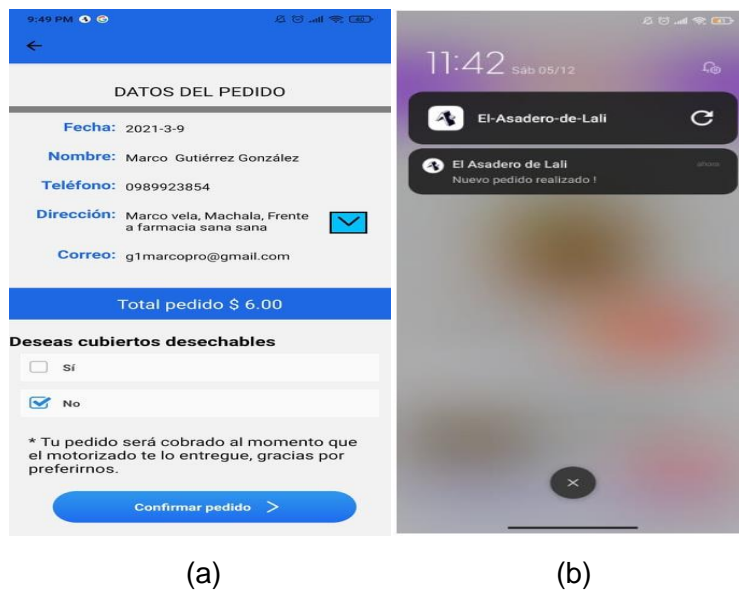 9:49 PM
DATOS DEL PEDIDO
Fecha: 2021-3-9
Nombre: Marco Gutiérrez González
Teléfono: 0989923854
Dirección: Marco vela, Machala, Frente
a farmacia sana sana
Correo: g1marcopro@gmail.com
Total pedido $ 6.00
Deseas cubiertos desechables
Sí
No
* Tu pedido será cobrado al momento que
el motorizado te lo entregue, gracias por
preferirnos.
Confirmar pedido >
(a)
11:42 Sáb 05/12
El-Asadero-de-Lali
El Asadero de Lali ahora
Nuevo pedido realizado !
(b)